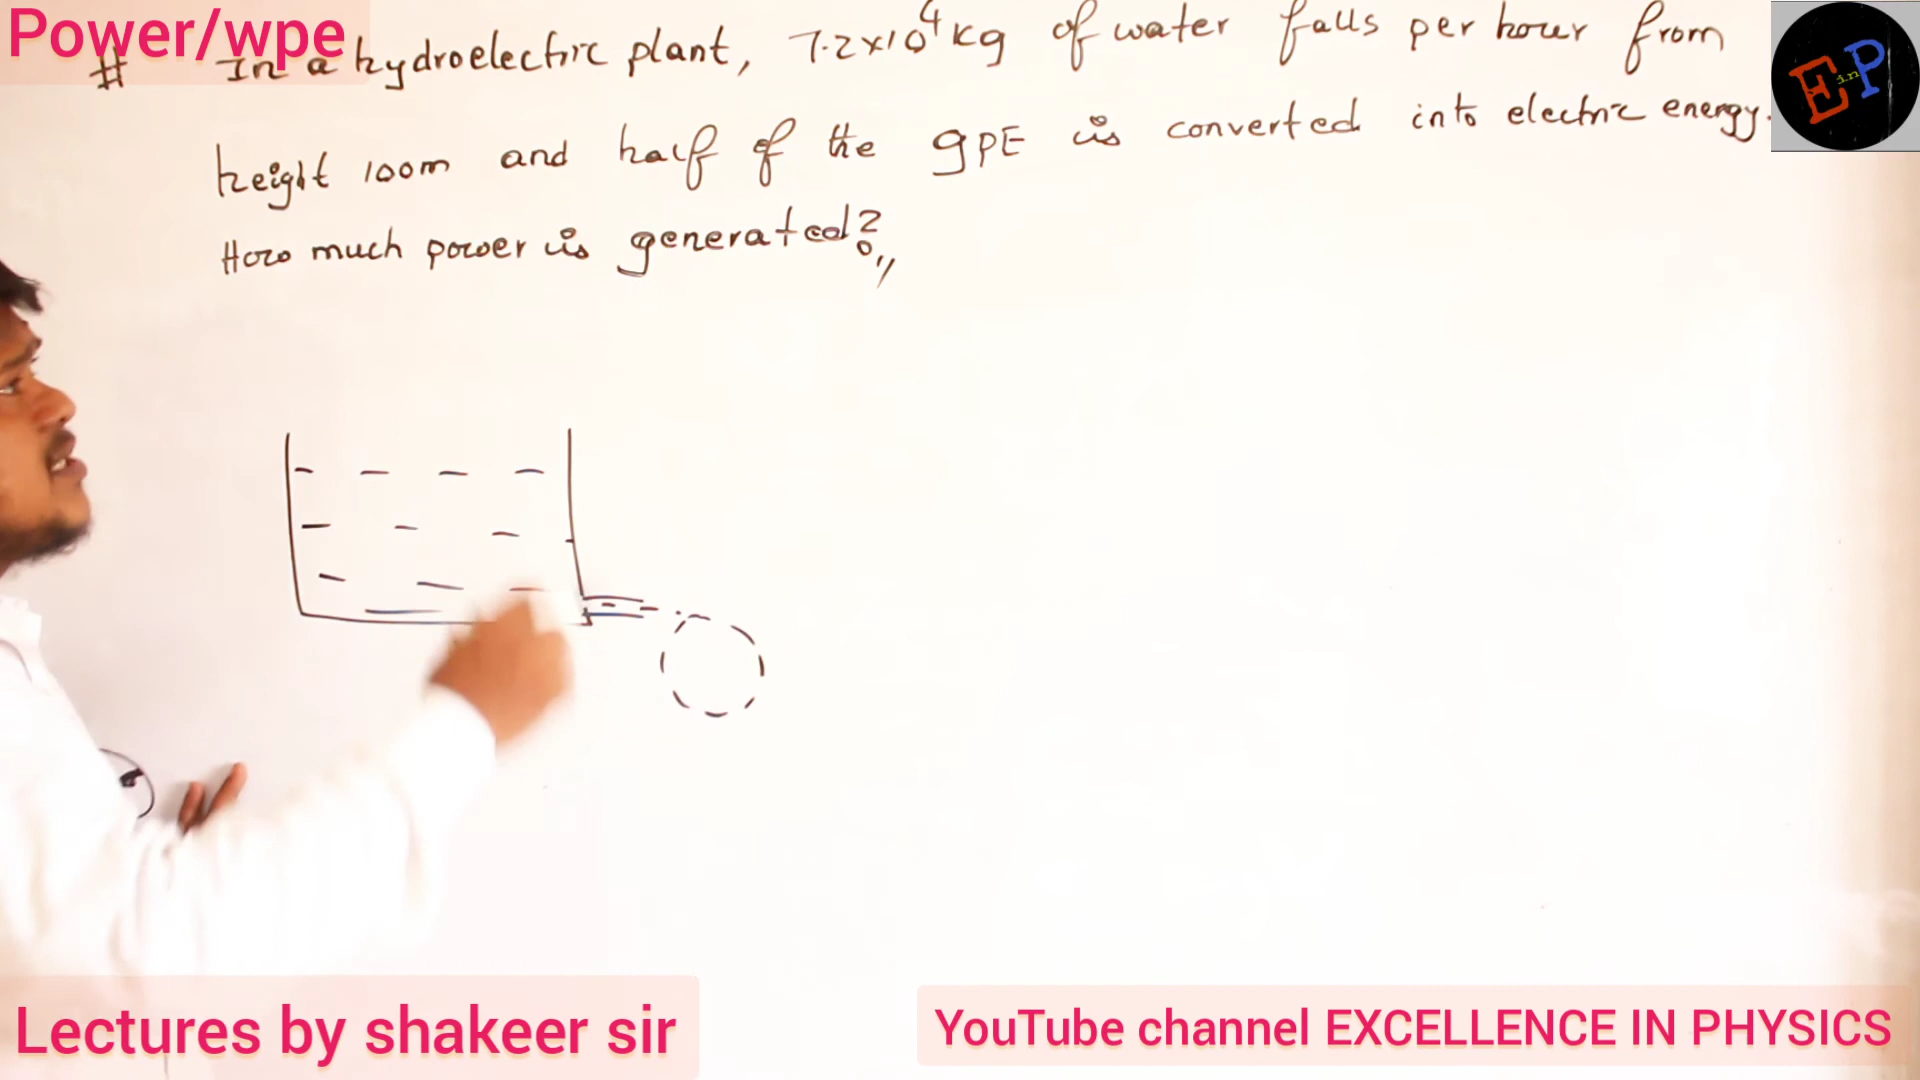 Power/wpe
# In a hydroelectric plant, 7.2x10⁴ kg of water falls per hour from
height 100m and half of the gPE is converted into electric energy.
How much power is generated?
E in P
Lectures by shakeer sir
YouTube channel EXCELLENCE IN PHYSICS